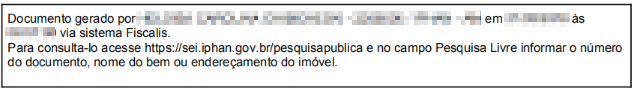 Documento gerado por em às
via sistema Fiscalis.
Para consulta-lo acesse https://sei.iphan.gov.br/pesquisapublica e no campo Pesquisa Livre informar o número
do documento, nome do bem ou endereçamento do imóvel.